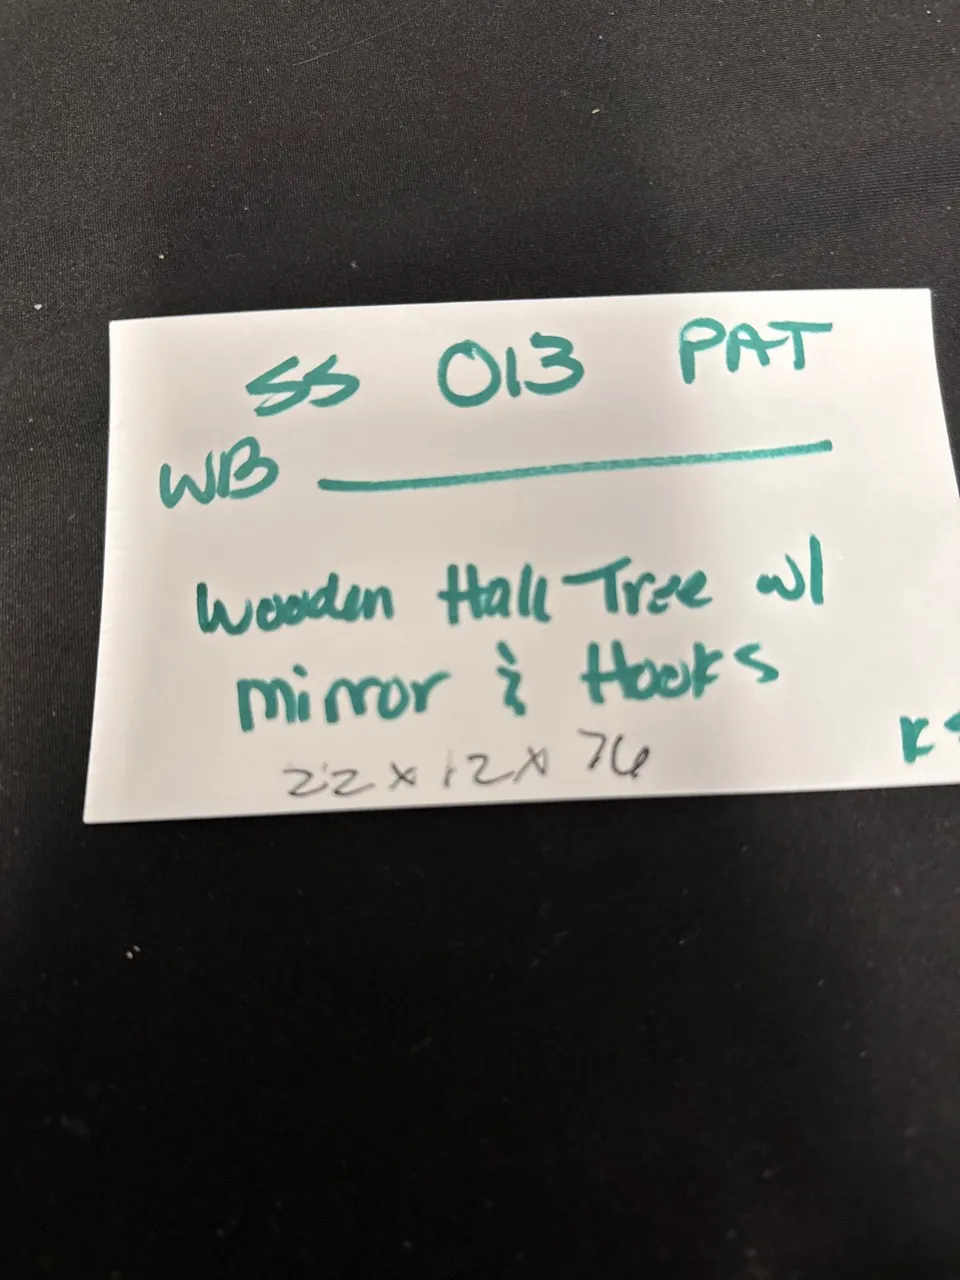 SS 013 PAT
WB
Wooden Hall Tree w/
mirror & Hooks
22 x 12 x 76